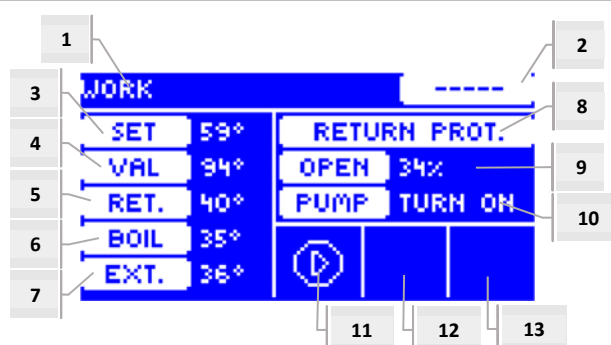 1
2
WORK
-----
3
SET 59°
8
RETURN PROT.
4
VAL 94°
9
OPEN 34%
5
RET. 40°
10
PUMP TURN ON
6
BOIL 35°
7
EXT. 36°
11
12
13